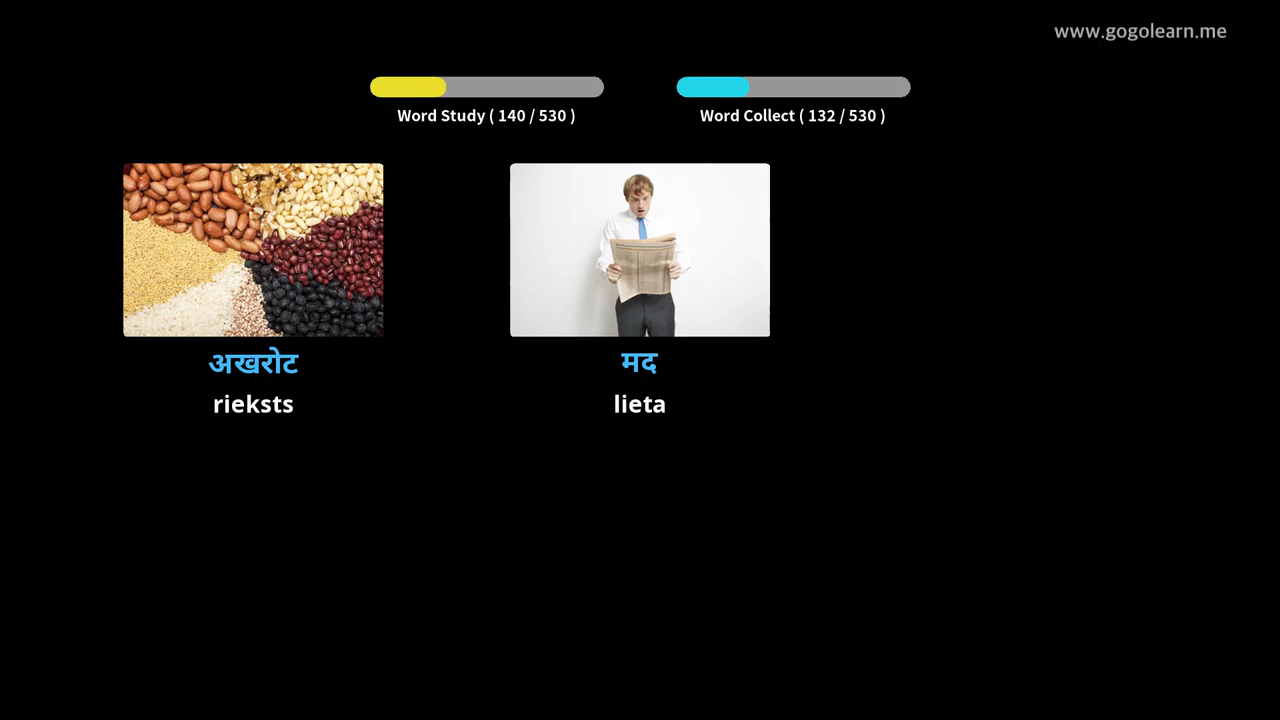 www.gogolearn.me
Word Study ( 140 / 530 )
Word Collect ( 132 / 530 )
अखरोट
rieksts
मद
lieta